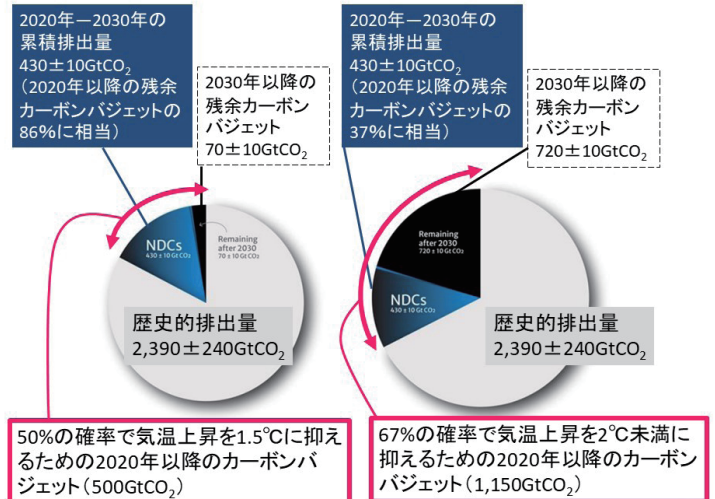 2020年―2030年の
累積排出量
430±10GtCO₂
(2020年以降の残余
カーボンバジェットの
86%に相当)
2030年以降の
残余カーボン
バジェット
70±10GtCO₂
NDCs
430 ± 10 Gt CO₂
Remaining
after 2030
70 ± 10 Gt CO₂
歴史的排出量
2,390±240GtCO₂
50%の確率で気温上昇を1.5℃に抑え
るための2020年以降のカーボンバ
ジェット(500GtCO₂)
2020年―2030年の
累積排出量
430±10GtCO₂
(2020年以降の残余
カーボンバジェットの
37%に相当)
2030年以降の
残余カーボン
バジェット
720±10GtCO₂
Remaining
after 2030
720 ± 10 Gt CO₂
NDCs
430 ± 10 Gt CO₂
歴史的排出量
2,390±240GtCO₂
67%の確率で気温上昇を2℃未満に
抑えるための2020年以降のカーボン
バジェット(1,150GtCO₂)